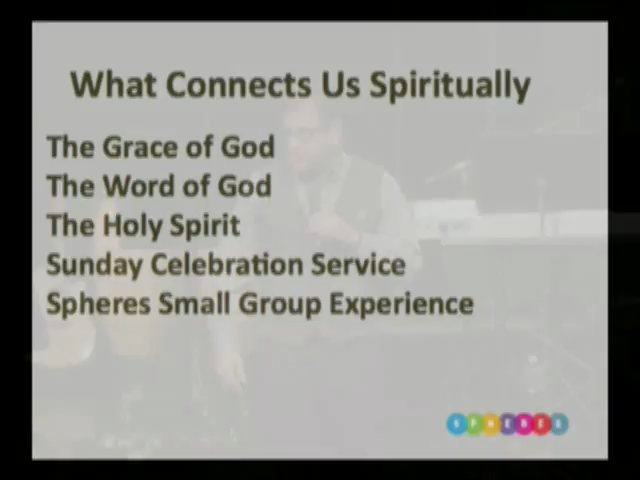 What Connects Us Spiritually
The Grace of God
The Word of God
The Holy Spirit
Sunday Celebration Service
Spheres Small Group Experience
SPHERES